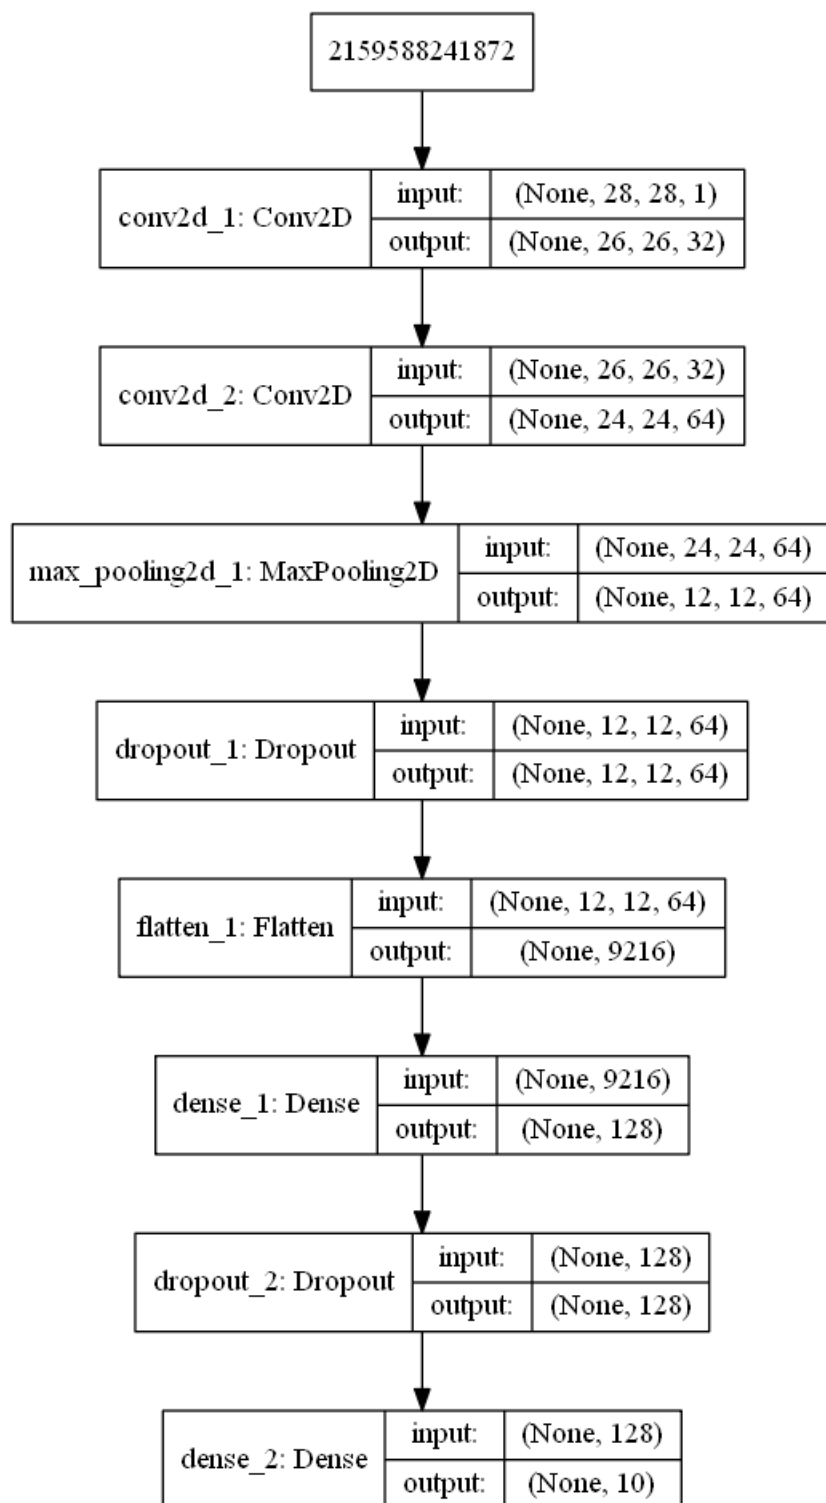 2159588241872
conv2d_1: Conv2D
input: (None, 28, 28, 1)
output: (None, 26, 26, 32)
conv2d_2: Conv2D
input: (None, 26, 26, 32)
output: (None, 24, 24, 64)
max_pooling2d_1: MaxPooling2D
input: (None, 24, 24, 64)
output: (None, 12, 12, 64)
dropout_1: Dropout
input: (None, 12, 12, 64)
output: (None, 12, 12, 64)
flatten_1: Flatten
input: (None, 12, 12, 64)
output: (None, 9216)
dense_1: Dense
input: (None, 9216)
output: (None, 128)
dropout_2: Dropout
input: (None, 128)
output: (None, 128)
dense_2: Dense
input: (None, 128)
output: (None, 10)